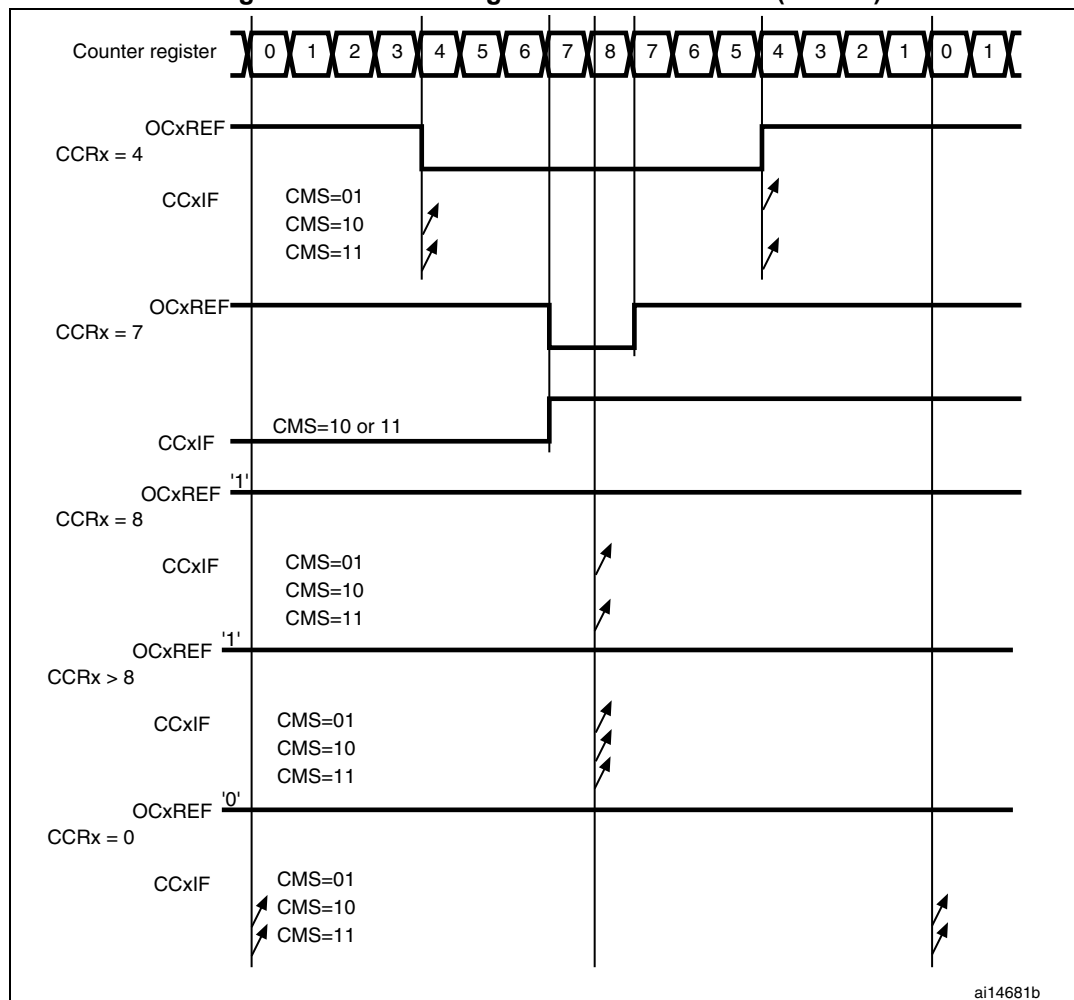 Counter register 0 1 2 3 4 5 6 7 8 7 6 5 4 3 2 1 0 1
OCxREF
CCRx = 4
CCxIF
CMS=01
CMS=10
CMS=11
OCxREF
CCRx = 7
CMS=10 or 11
CCxIF
'1'
OCxREF
CCRx = 8
CCxIF
CMS=01
CMS=10
CMS=11
'1'
OCxREF
CCRx > 8
CCxIF
CMS=01
CMS=10
CMS=11
'0'
OCxREF
CCRx = 0
CCxIF
CMS=01
CMS=10
CMS=11
ai14681b